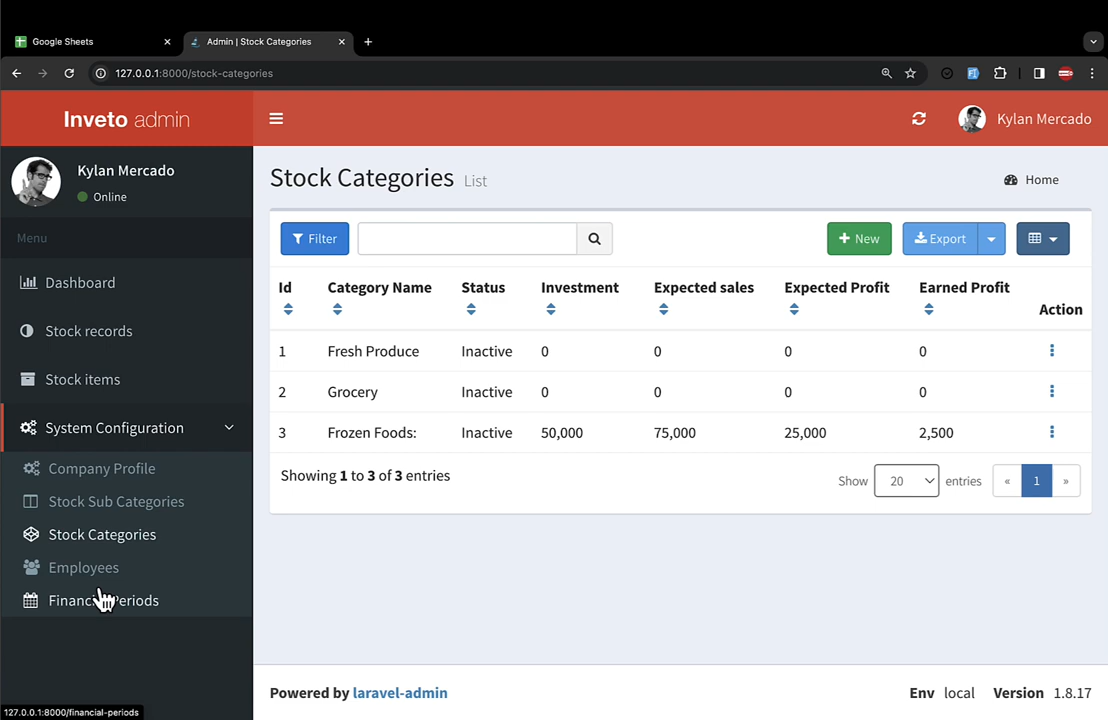 Google Sheets
Admin | Stock Categories
127.0.0.1:8000/stock-categories
Inveto admin
Kylan Mercado
Kylan Mercado
Online
Menu
Dashboard
Stock records
Stock items
System Configuration
Company Profile
Stock Sub Categories
Stock Categories
Employees
Financial Periods
Stock Categories List
Home
Filter
New
Export
Id Category Name Status Investment Expected sales Expected Profit Earned Profit Action
1 Fresh Produce Inactive 0 0 0 0
2 Grocery Inactive 0 0 0 0
3 Frozen Foods: Inactive 50,000 75,000 25,000 2,500
Showing 1 to 3 of 3 entries
Show 20 entries « 1 »
Powered by laravel-admin
Env local Version 1.8.17
127.0.0.1:8000/financial-periods